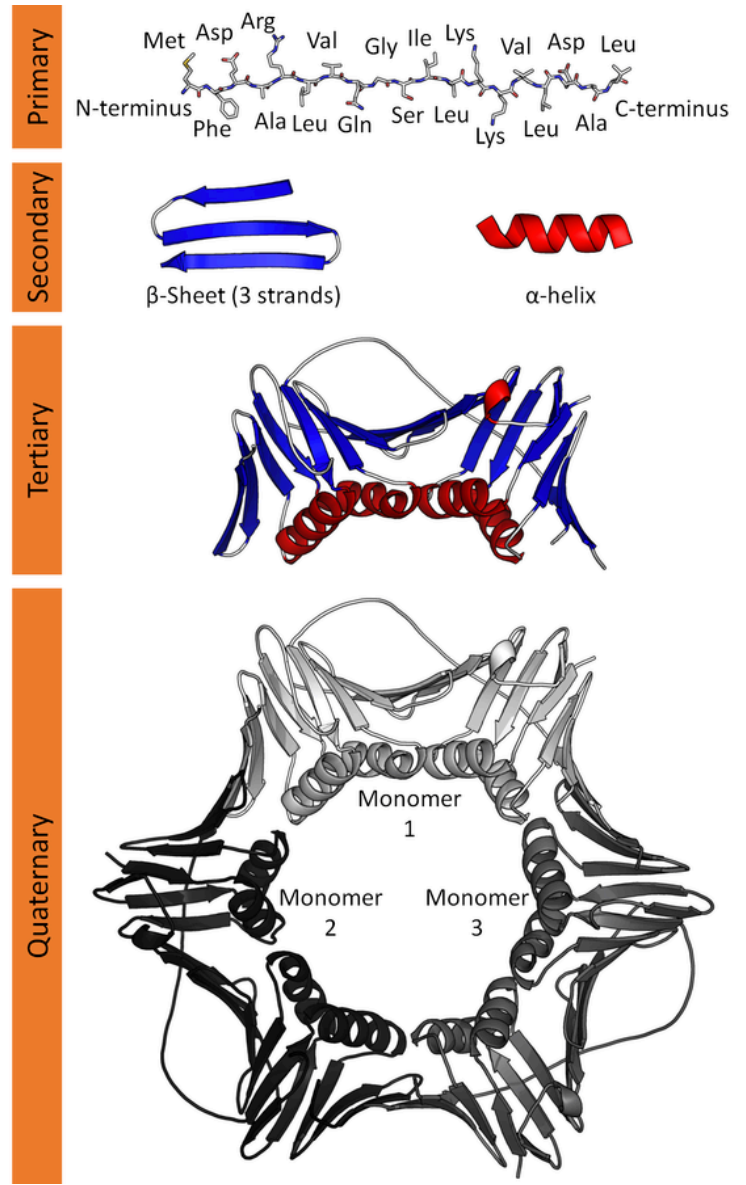 Primary
Met Asp Arg Val Gly Ile Lys Val Asp Leu
N-terminus Phe Ala Leu Gln Ser Leu Lys Leu Ala C-terminus
Secondary
β-Sheet (3 strands) α-helix
Tertiary
Quaternary
Monomer
1
Monomer
2
Monomer
3